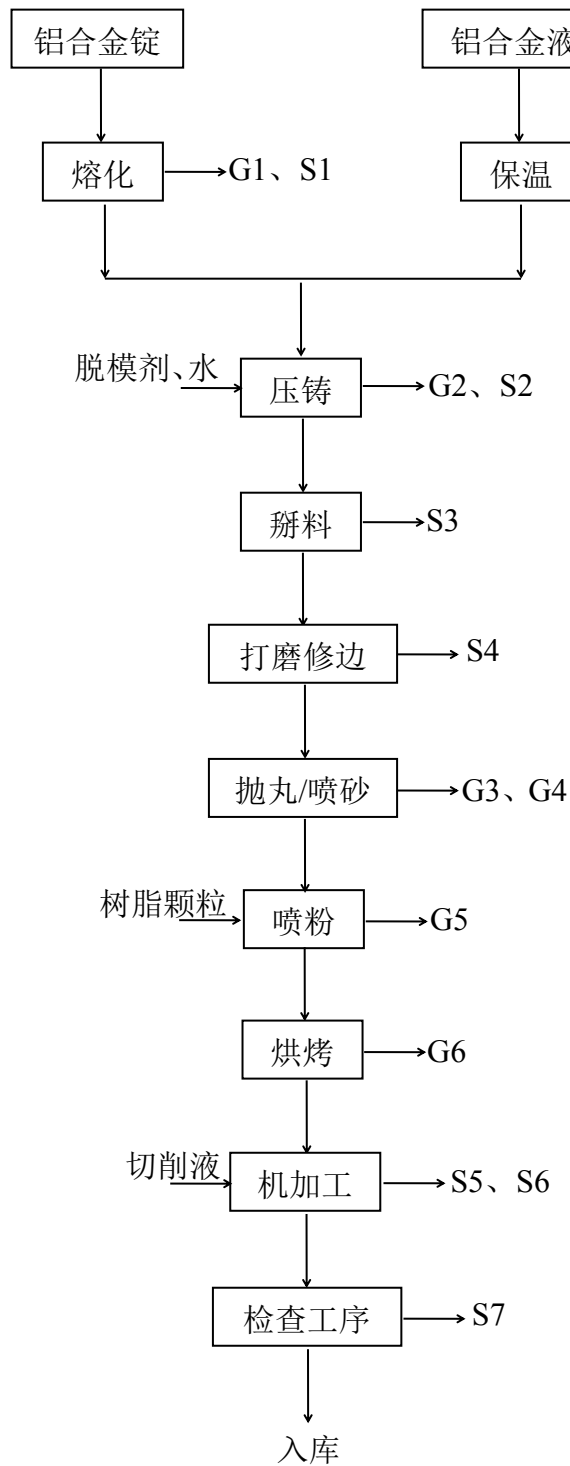 铝合金锭
铝合金液
熔化
G1、S1
保温
脱模剂、水
压铸
G2、S2
掰料
S3
打磨修边
S4
抛丸/喷砂
G3、G4
树脂颗粒
喷粉
G5
烘烤
G6
切削液
机加工
S5、S6
检查工序
S7
入库